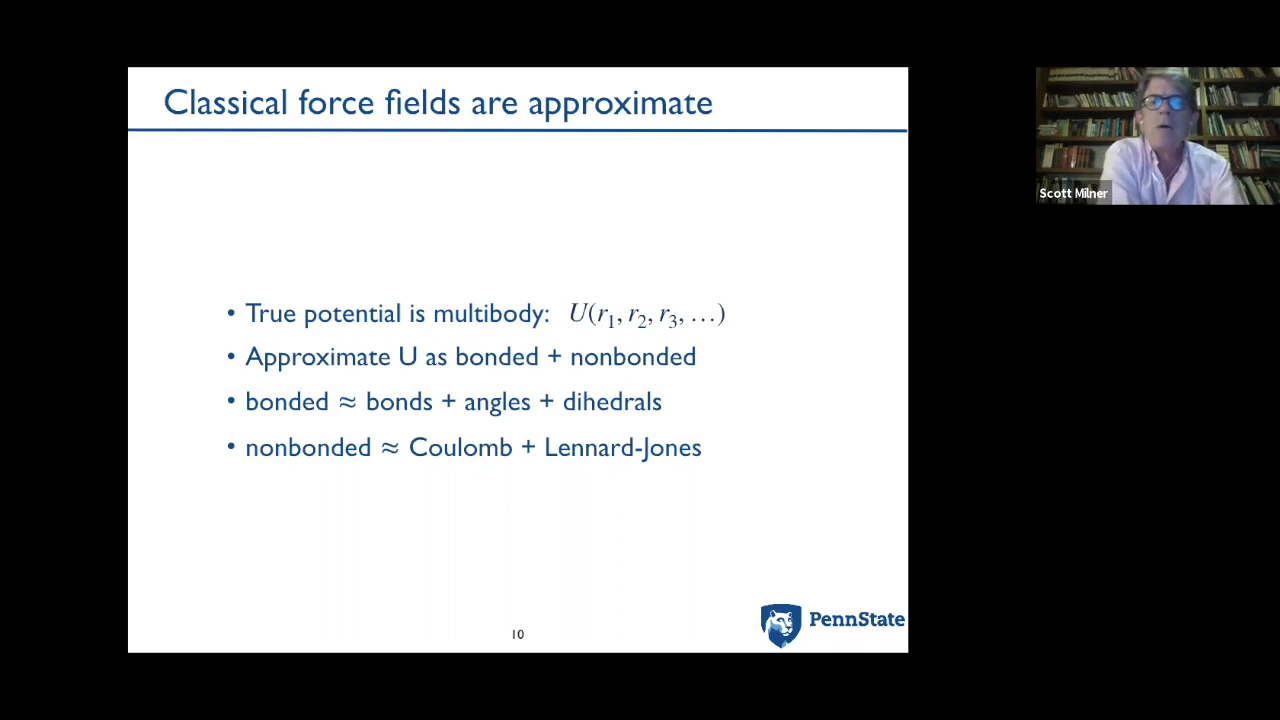 Classical force fields are approximate
• True potential is multibody: U(r₁, r₂, r₃, …)
• Approximate U as bonded + nonbonded
• bonded ≈ bonds + angles + dihedrals
• nonbonded ≈ Coulomb + Lennard-Jones
10
PennState
Scott Milner